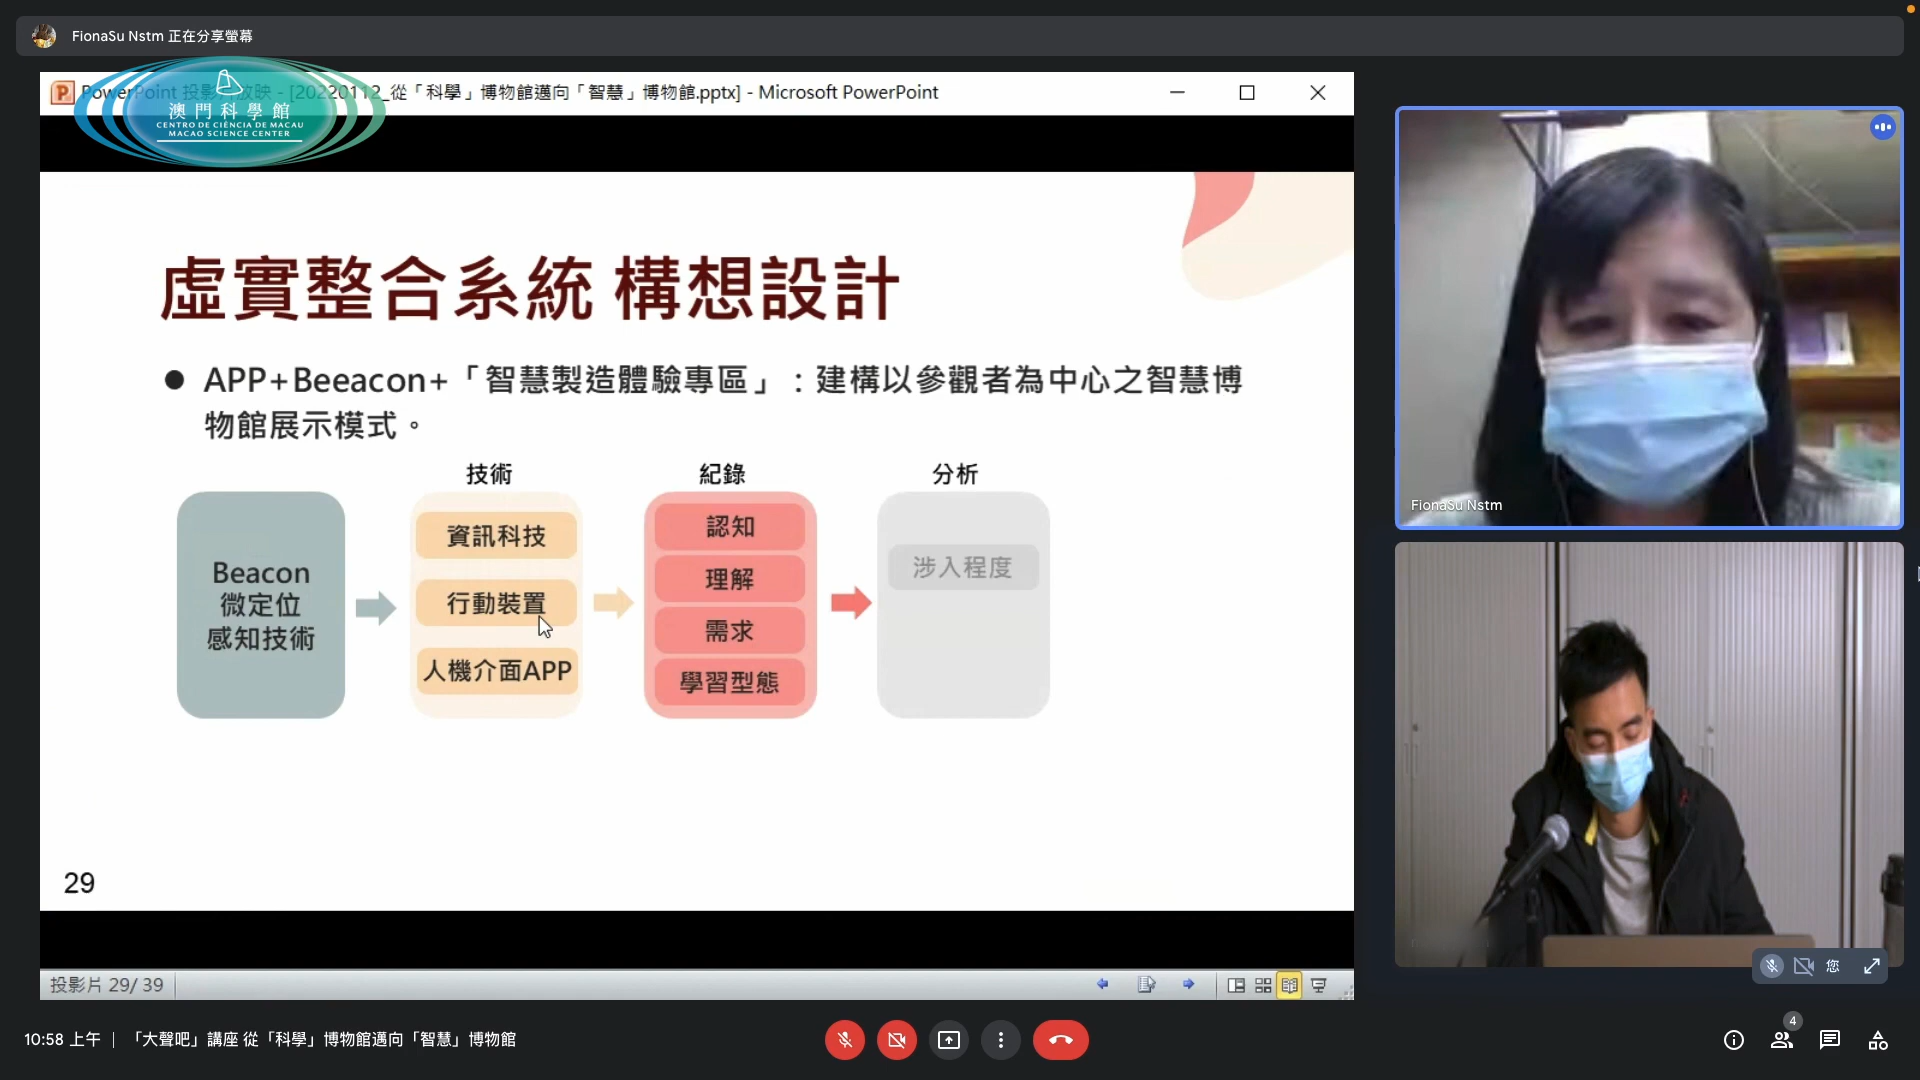 FionaSu Nstm 正在分享螢幕
PowerPoint 投影片放映 - [20220112_從「科學」博物館邁向「智慧」博物館.pptx] - Microsoft PowerPoint
澳門科學館
CENTRO DE CIÊNCIA DE MACAU
MACAO SCIENCE CENTER
虛實整合系統 構想設計
● APP+Beeacon+「智慧製造體驗專區」:建構以參觀者為中心之智慧博
物館展示模式。
技術
紀錄
分析
Beacon
微定位
感知技術
資訊科技
行動裝置
人機介面APP
認知
理解
需求
學習型態
涉入程度
29
投影片 29/ 39
FionaSu Nstm
您
10:58 上午 | 「大聲吧」講座 從「科學」博物館邁向「智慧」博物館
4